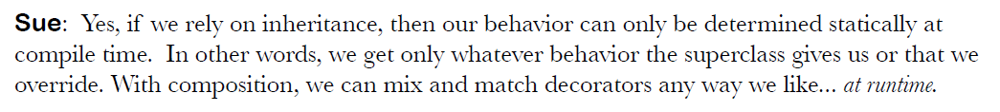 Sue: Yes, if we rely on inheritance, then our behavior can only be determined statically at
compile time. In other words, we get only whatever behavior the superclass gives us or that we
override. With composition, we can mix and match decorators any way we like... at runtime.